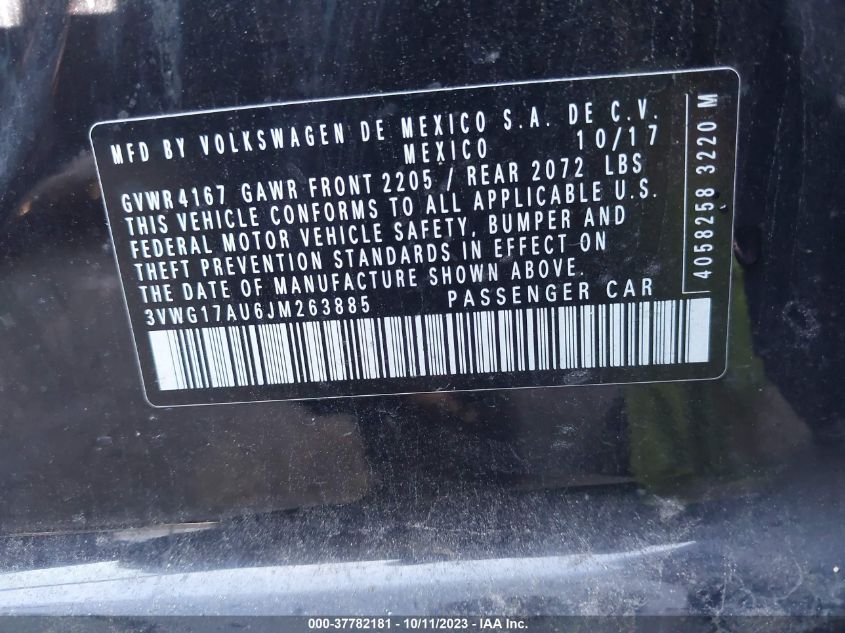 MFD BY VOLKSWAGEN DE MEXICO S.A. DE C.V.
MEXICO 10/17
GVWR 4167 GAWR FRONT 2205 / REAR 2072 LBS
THIS VEHICLE CONFORMS TO ALL APPLICABLE U.S.
FEDERAL MOTOR VEHICLE SAFETY, BUMPER AND
THEFT PREVENTION STANDARDS IN EFFECT ON
THE DATE OF MANUFACTURE SHOWN ABOVE.
3VWG17AU6JM263885 PASSENGER CAR
4058258 3220 M
000-37782181 - 10/11/2023 - IAA Inc.